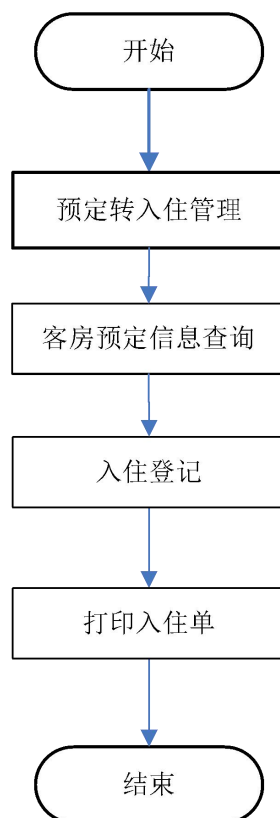 开始
预定转入住管理
客房预定信息查询
入住登记
打印入住单
结束